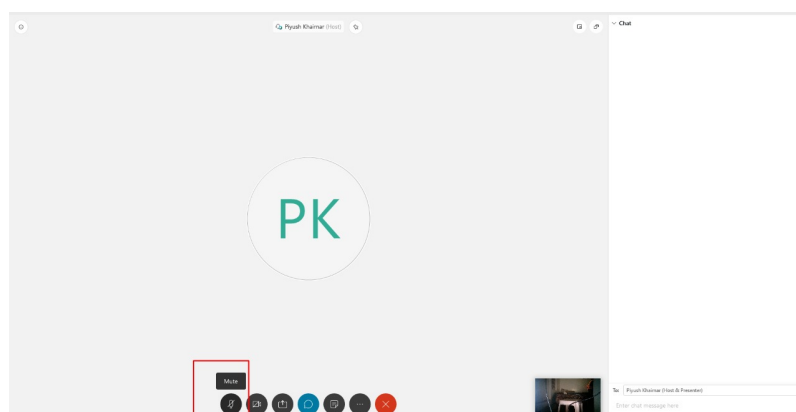 Piyush Khairnar (Host)
Chat
PK
Mute
To: Piyush Khairnar (Host & Presenter)
Enter chat message here